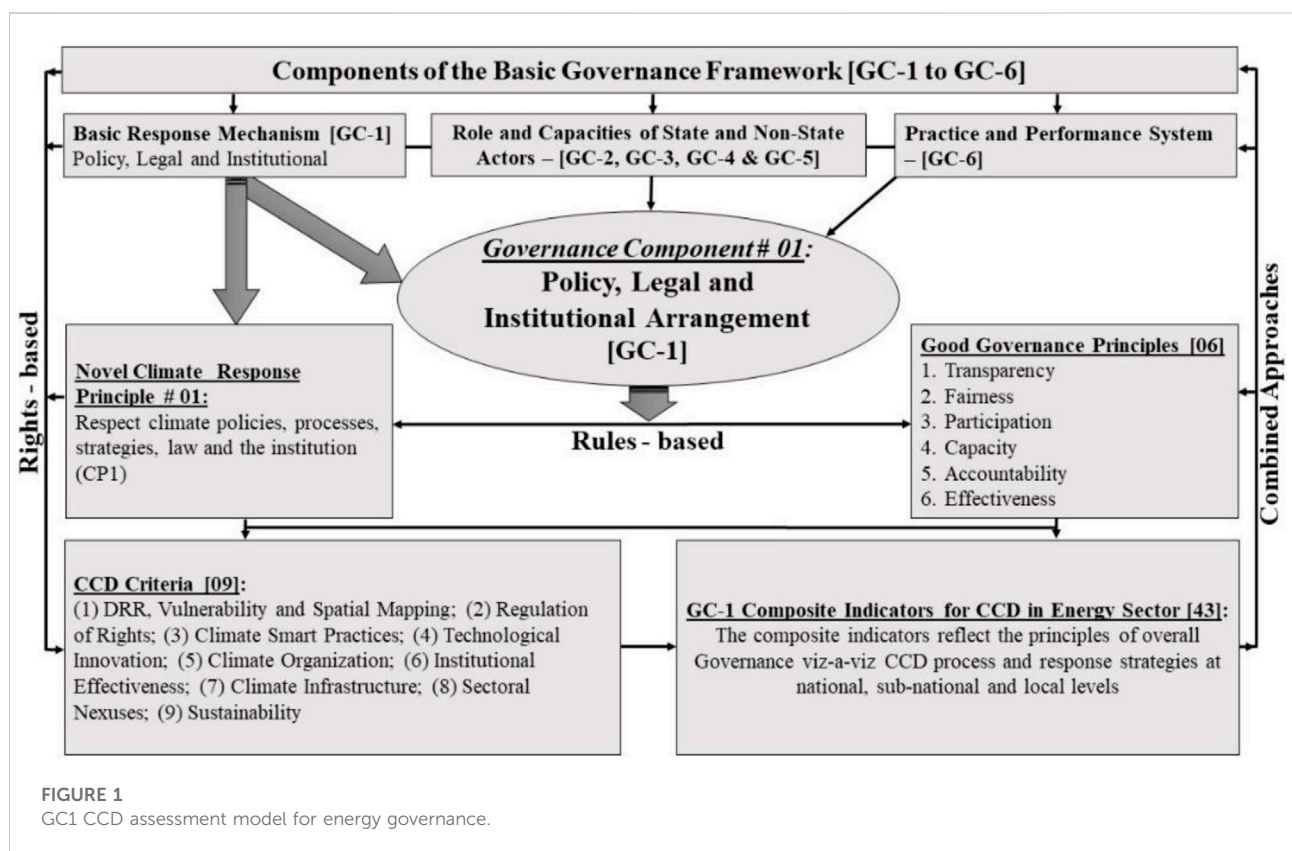 Components of the Basic Governance Framework [GC-1 to GC-6]
Basic Response Mechanism [GC-1]
Policy, Legal and Institutional
Role and Capacities of State and Non-State
Actors – [GC-2, GC-3, GC-4 & GC-5]
Practice and Performance System
– [GC-6]
Governance Component# 01:
Policy, Legal and
Institutional Arrangement
[GC-1]
Rights - based
Novel Climate Response
Principle # 01:
Respect climate policies, processes,
strategies, law and the institution
(CP1)
Rules - based
Good Governance Principles [06]
1. Transparency
2. Fairness
3. Participation
4. Capacity
5. Accountability
6. Effectiveness
Combined Approaches
CCD Criteria [09]:
(1) DRR, Vulnerability and Spatial Mapping; (2) Regulation
of Rights; (3) Climate Smart Practices; (4) Technological
Innovation; (5) Climate Organization; (6) Institutional
Effectiveness; (7) Climate Infrastructure; (8) Sectoral
Nexuses; (9) Sustainability
GC-1 Composite Indicators for CCD in Energy Sector [43]:
The composite indicators reflect the principles of overall
Governance viz-a-viz CCD process and response strategies at
national, sub-national and local levels
FIGURE 1
GC1 CCD assessment model for energy governance.